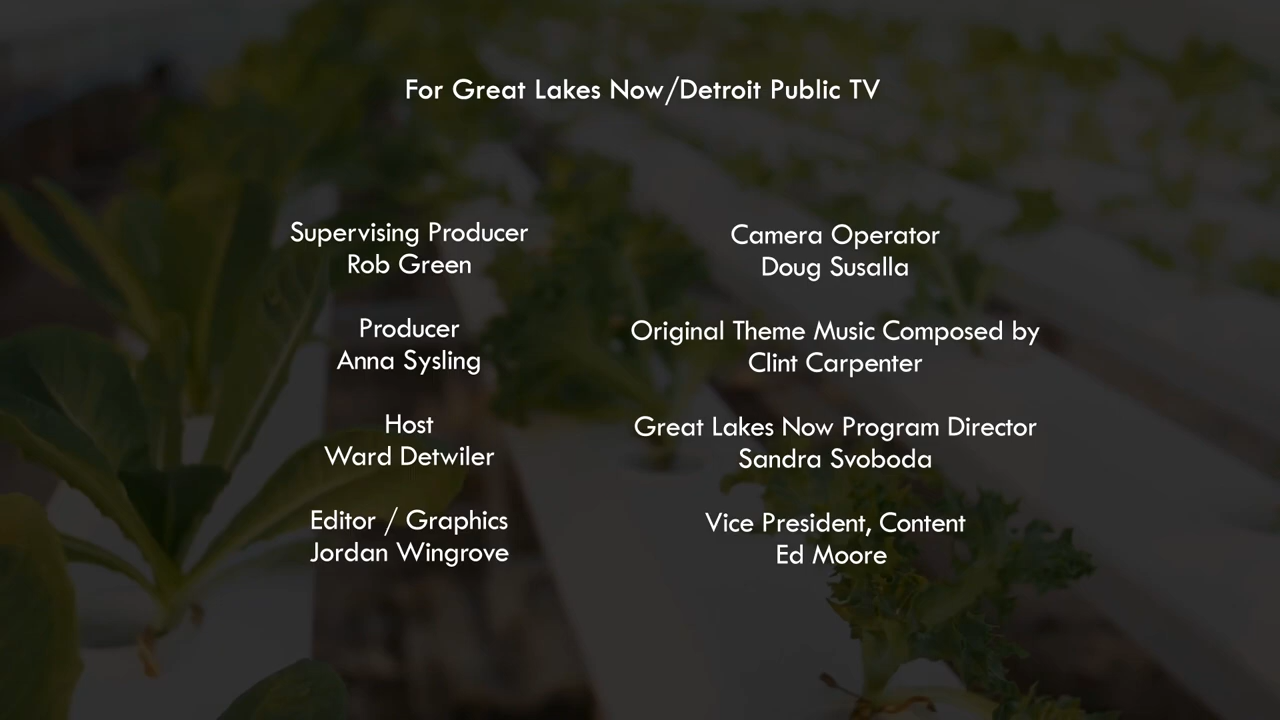 For Great Lakes Now/Detroit Public TV
Supervising Producer
Rob Green
Producer
Anna Sysling
Host
Ward Detwiler
Editor / Graphics
Jordan Wingrove
Camera Operator
Doug Susalla
Original Theme Music Composed by
Clint Carpenter
Great Lakes Now Program Director
Sandra Svoboda
Vice President, Content
Ed Moore